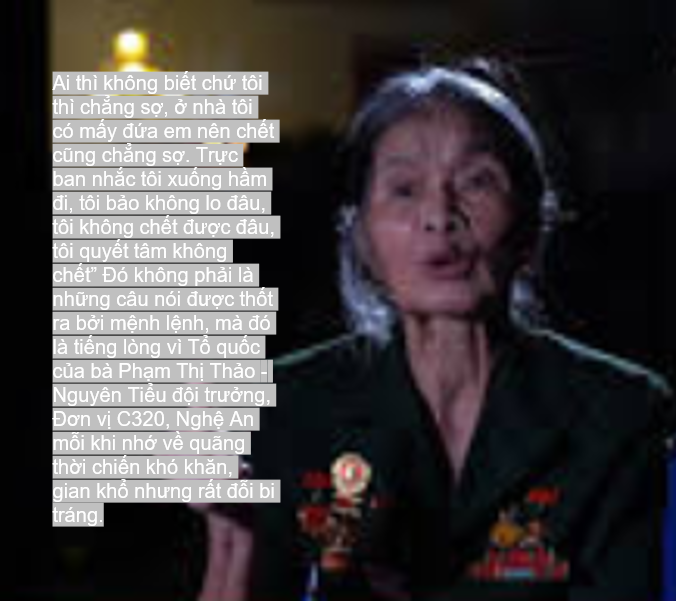 Ai thì không biết chứ tôi
thì chẳng sợ, ở nhà tôi
có mấy đứa em nên chết
cũng chẳng sợ. Trực
ban nhắc tôi xuống hầm
đi, tôi bảo không lo đâu,
tôi không chết được đâu,
tôi quyết tâm không
chết” Đó không phải là
những câu nói được thốt
ra bởi mệnh lệnh, mà đó
là tiếng lòng vì Tổ quốc
của bà Phạm Thị Thảo -
Nguyên Tiểu đội trưởng,
Đơn vị C320, Nghệ An
mỗi khi nhớ về quãng
thời chiến khó khăn,
gian khổ nhưng rất đỗi bi
tráng.